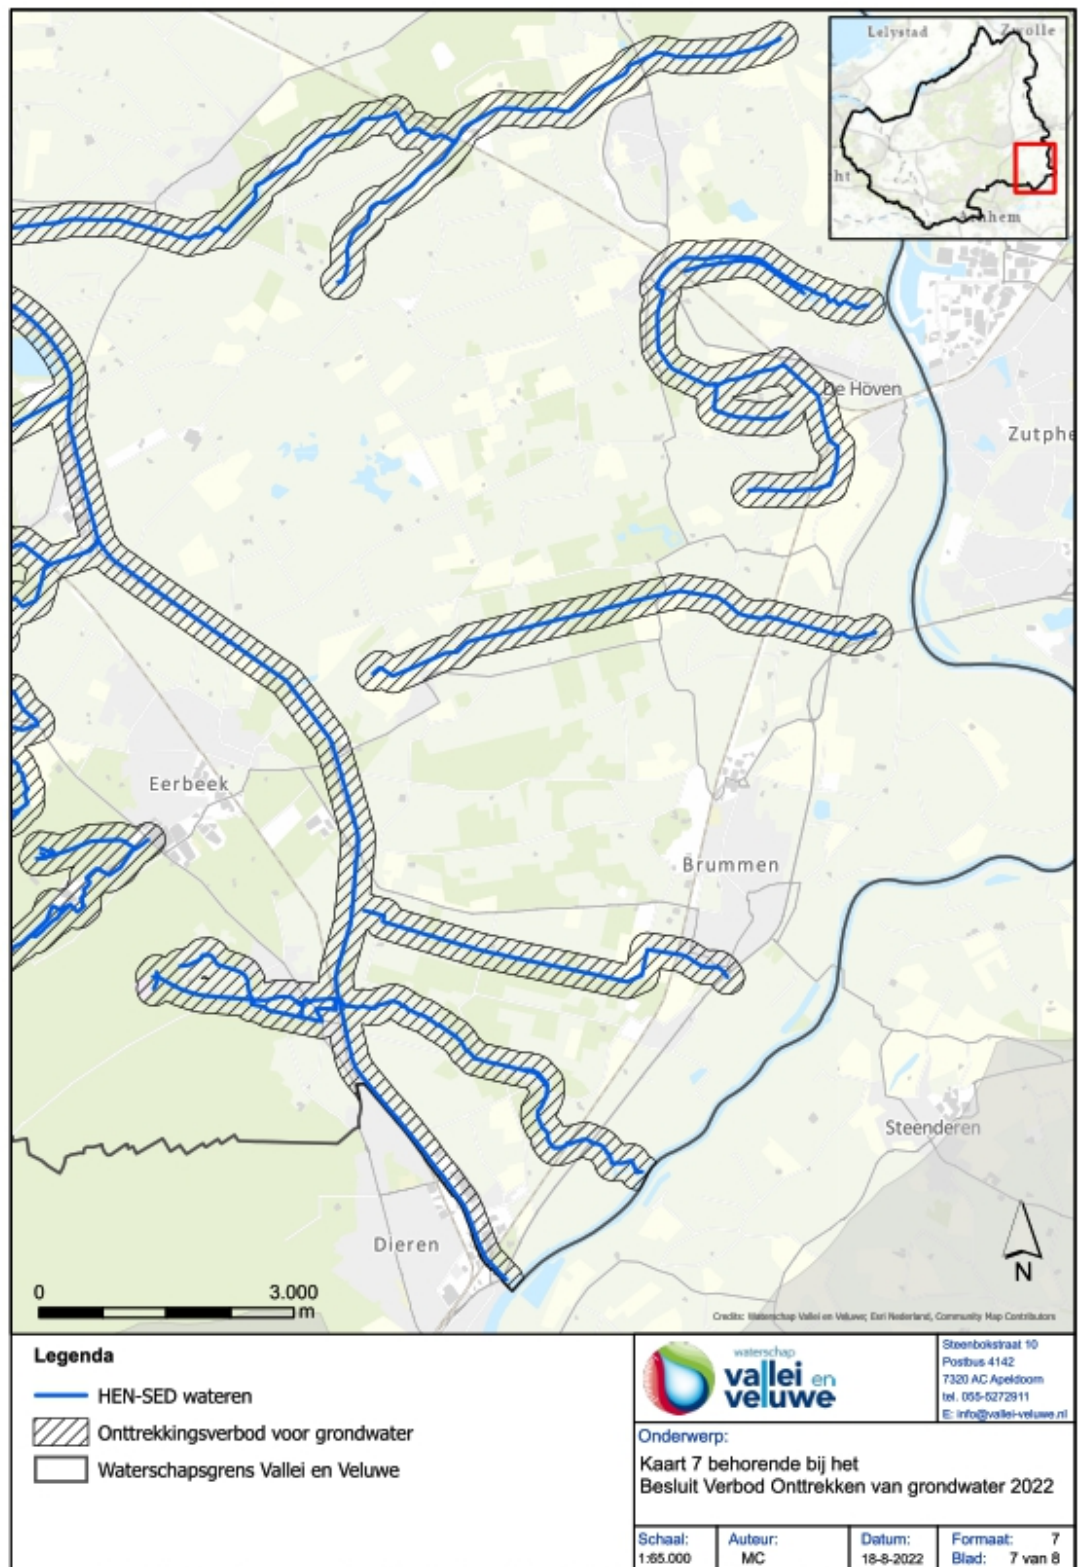 Lelystad
Zwolle
ht
Arnhem
De Hoven
Zutphe
Eerbeek
Brummen
Steenderen
Dieren
N
0 3.000
m
Credits: Waterschap Vallei en Veluwe, Esri Nederland, Community Map Contributors
Legenda
HEN-SED wateren
Onttrekkingsverbod voor grondwater
Waterschapsgrens Vallei en Veluwe
waterschap
vallei en
veluwe
Steenbokstraat 10
Postbus 4142
7320 AC Apeldoorn
tel. 055-5272911
E: info@vallei-veluwe.nl
Onderwerp:
Kaart 7 behorende bij het
Besluit Verbod Onttrekken van grondwater 2022
Schaal: Auteur: Datum: Formaat: 7
1:65.000 MC 18-8-2022 Blad: 7 van 8